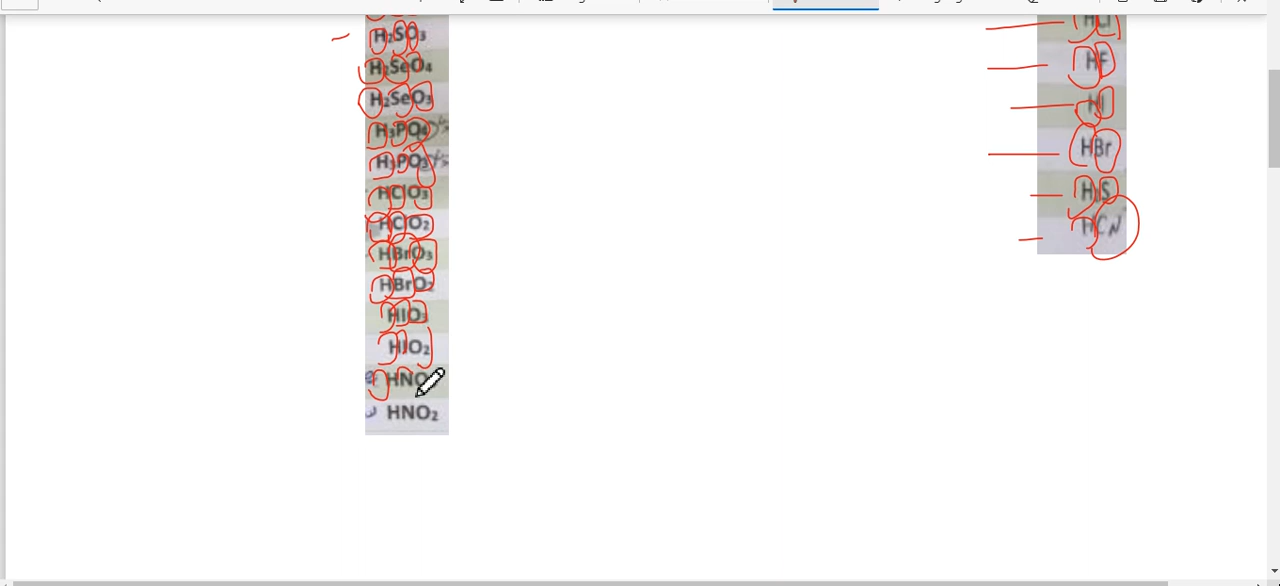 H₂SO₃
H₂SeO₄
H₂SeO₃
H₃PO₄
H₃PO₃
HClO₃
HClO₂
HBrO₃
HBrO₂
HIO₃
HIO₂
HNO
HNO₂
HCl
HF
HI
HBr
H₂S
HCN